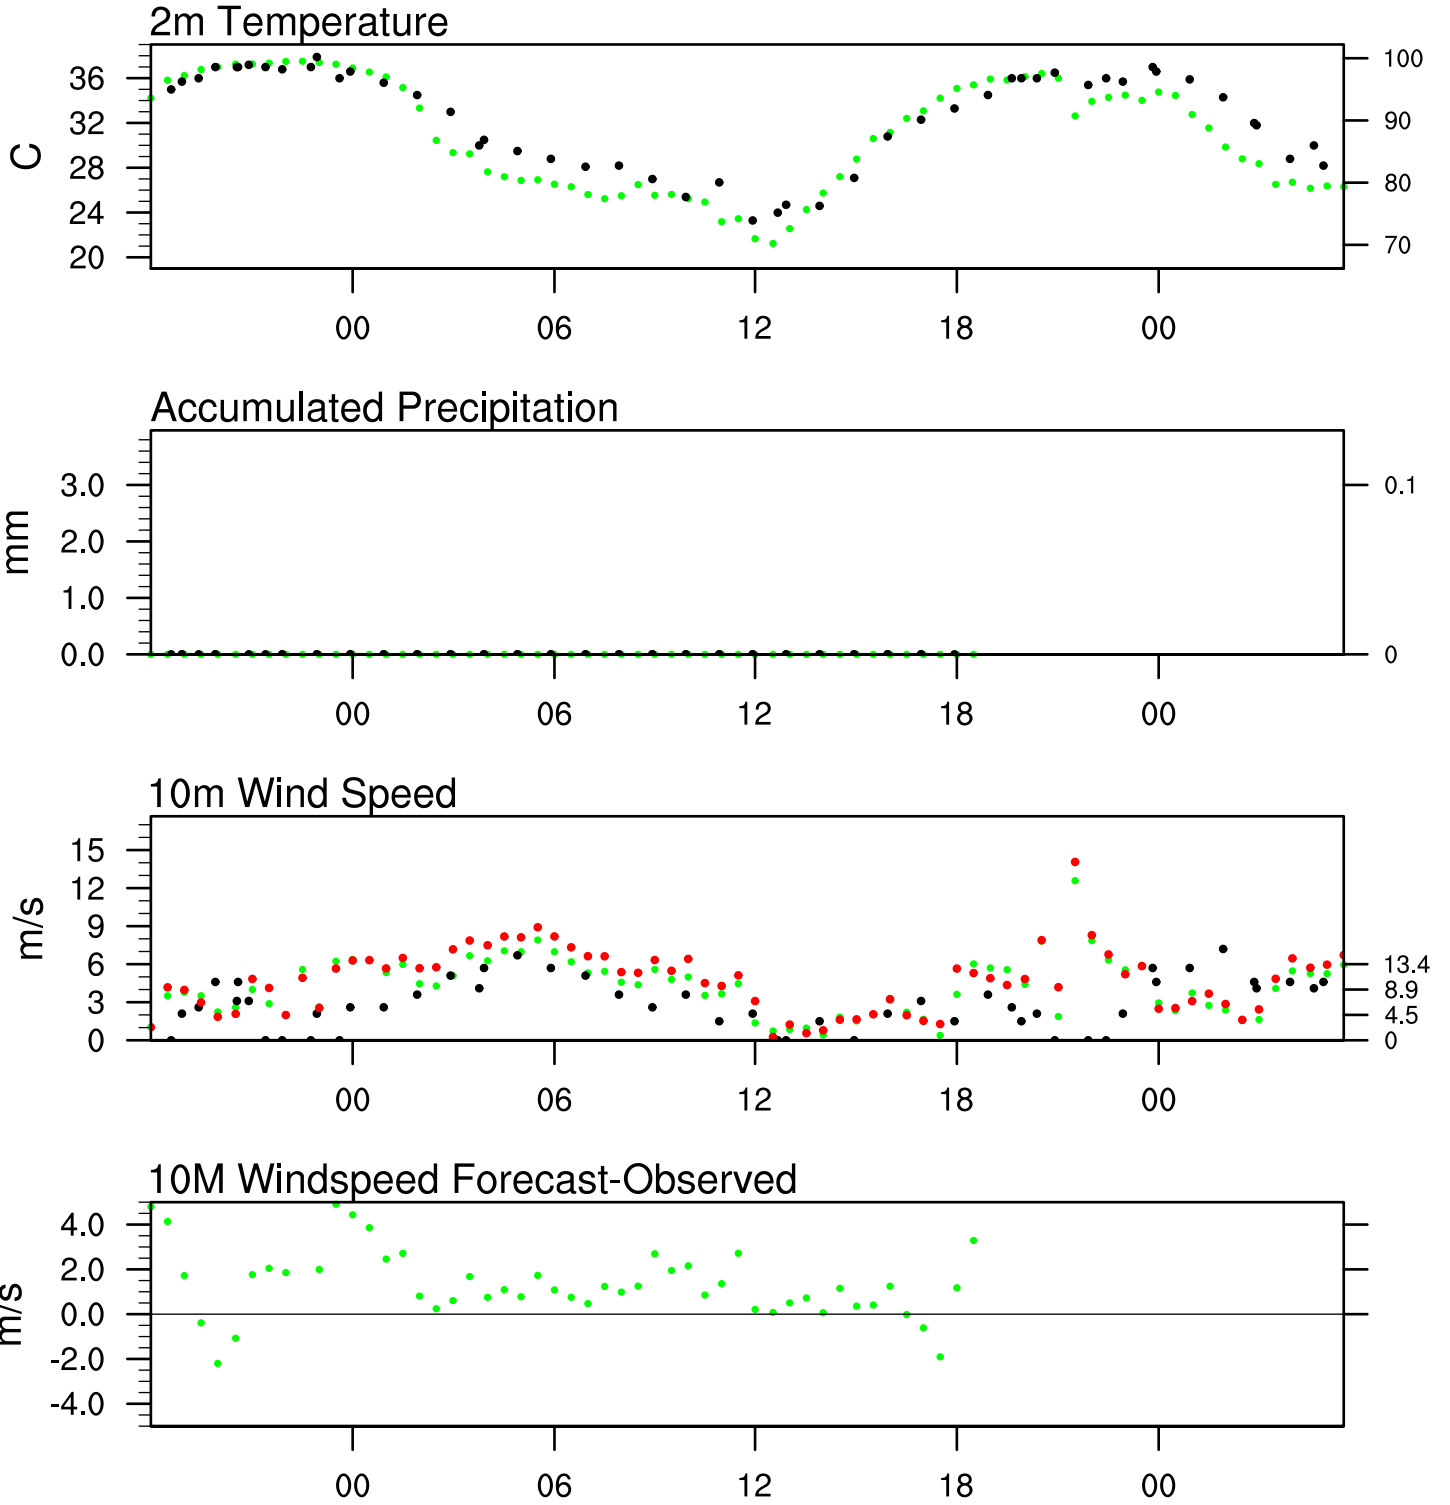 2m Temperature
C
36
32
28
24
20
100
90
80
70
00 06 12 18 00
Accumulated Precipitation
mm
3.0
2.0
1.0
0.0
0.1
0
00 06 12 18 00
10m Wind Speed
m/s
15
12
9
6
3
0
13.4
8.9
4.5
0
00 06 12 18 00
10M Windspeed Forecast-Observed
m/s
4.0
2.0
0.0
-2.0
-4.0
00 06 12 18 00